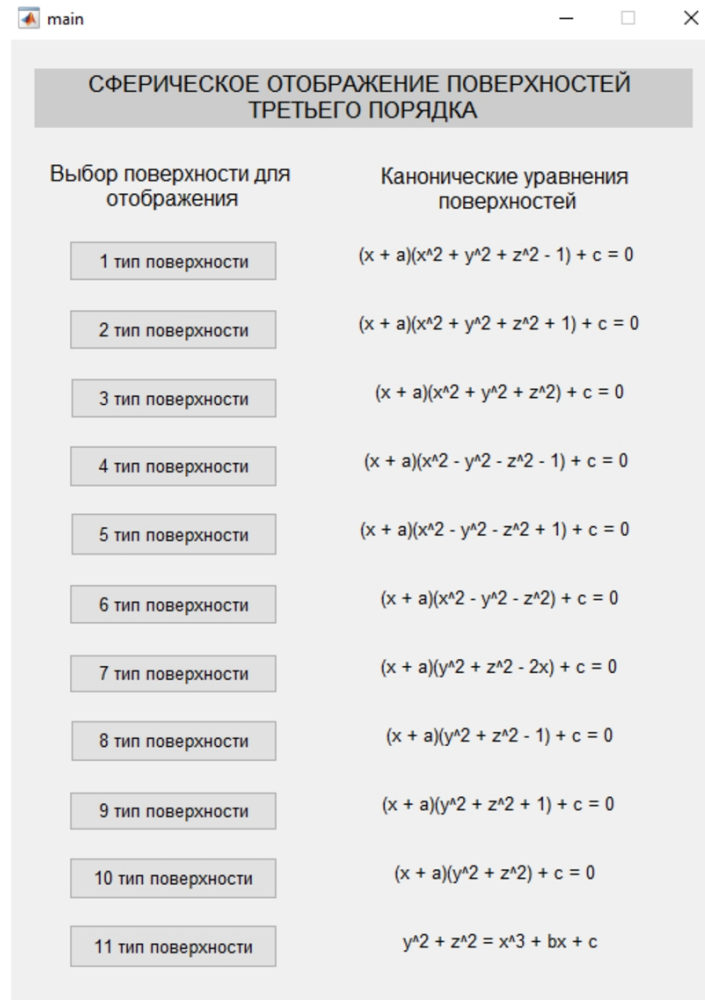 main
СФЕРИЧЕСКОЕ ОТОБРАЖЕНИЕ ПОВЕРХНОСТЕЙ
ТРЕТЬЕГО ПОРЯДКА
Выбор поверхности для
отображения
Канонические уравнения
поверхностей
1 тип поверхности
(x + a)(x^2 + y^2 + z^2 - 1) + c = 0
2 тип поверхности
(x + a)(x^2 + y^2 + z^2 + 1) + c = 0
3 тип поверхности
(x + a)(x^2 + y^2 + z^2) + c = 0
4 тип поверхности
(x + a)(x^2 - y^2 - z^2 - 1) + c = 0
5 тип поверхности
(x + a)(x^2 - y^2 - z^2 + 1) + c = 0
6 тип поверхности
(x + a)(x^2 - y^2 - z^2) + c = 0
7 тип поверхности
(x + a)(y^2 + z^2 - 2x) + c = 0
8 тип поверхности
(x + a)(y^2 + z^2 - 1) + c = 0
9 тип поверхности
(x + a)(y^2 + z^2 + 1) + c = 0
10 тип поверхности
(x + a)(y^2 + z^2) + c = 0
11 тип поверхности
y^2 + z^2 = x^3 + bx + c